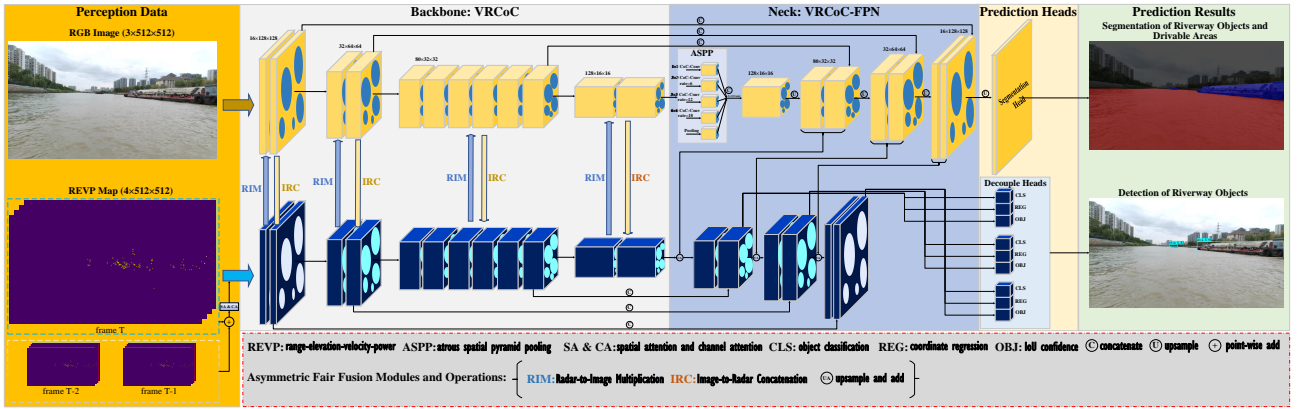 Perception Data
Backbone: VRCoC
Neck: VRCoC-FPN
Prediction Heads
Prediction Results
RGB Image (3×512×512)
Segmentation of Riverway Objects and
Drivable Areas
16×128×128
32×64×64
80×32×32
128×16×16
ASPP
rate=6
rate=12
rate=18
Pooling
128×16×16
80×32×32
32×64×64
16×128×128
C
C
C
C
U
U
U
U
Segmentation
Head
RIM
IRC
RIM
IRC
RIM
IRC
RIM
IRC
REVP Map (4×512×512)
frame T
SA & CA
+
frame T-2
frame T-1
C
C
C
Decouple Heads
CLS
REG
OBJ
CLS
REG
OBJ
CLS
REG
OBJ
Detection of Riverway Objects
REVP: range-elevation-velocity-power ASPP: atrous spatial pyramid pooling SA & CA: spatial attention and channel attention CLS: object classification REG: coordinate regression OBJ: IoU confidence C concatenate U upsample + point-wise add
Asymmetric Fair Fusion Modules and Operations: RIM: Radar-to-Image Multiplication IRC: Image-to-Radar Concatenation UA upsample and add